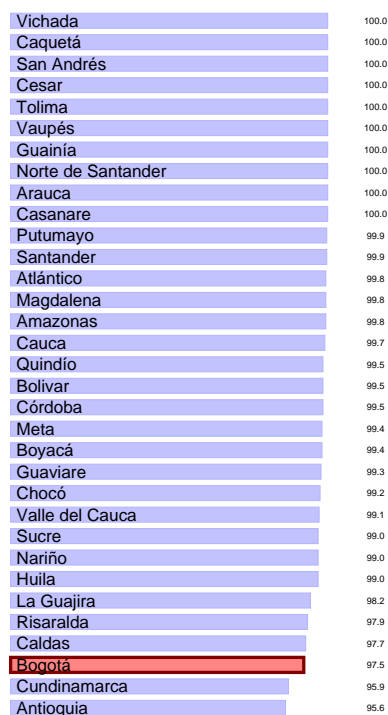 Vichada 100.0
Caquetá 100.0
San Andrés 100.0
Cesar 100.0
Tolima 100.0
Vaupés 100.0
Guainía 100.0
Norte de Santander 100.0
Arauca 100.0
Casanare 100.0
Putumayo 99.9
Santander 99.9
Atlántico 99.8
Magdalena 99.8
Amazonas 99.8
Cauca 99.7
Quindío 99.5
Bolivar 99.5
Córdoba 99.5
Meta 99.4
Boyacá 99.4
Guaviare 99.3
Chocó 99.2
Valle del Cauca 99.1
Sucre 99.0
Nariño 99.0
Huila 99.0
La Guajira 98.2
Risaralda 97.9
Caldas 97.7
Bogotá 97.5
Cundinamarca 95.9
Antioquia 95.6